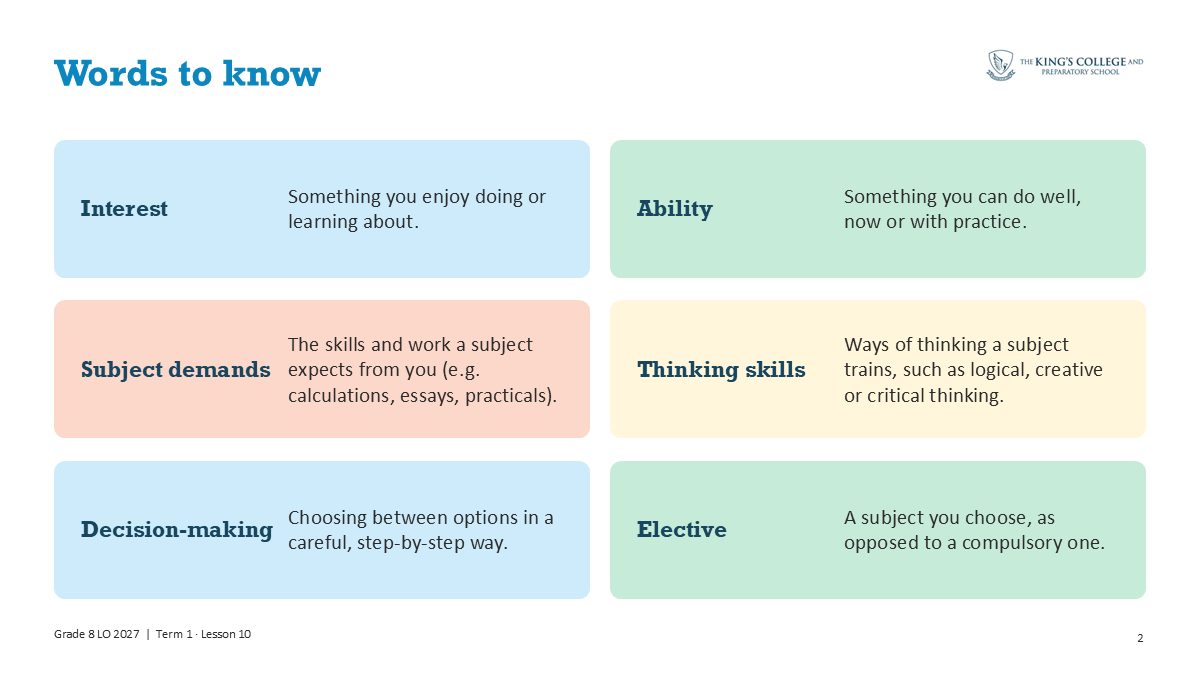 Words to know
THE KING'S COLLEGE AND
PREPARATORY SCHOOL
Interest
Something you enjoy doing or
learning about.
Ability
Something you can do well,
now or with practice.
Subject demands
The skills and work a subject
expects from you (e.g.
calculations, essays, practicals).
Thinking skills
Ways of thinking a subject
trains, such as logical, creative
or critical thinking.
Decision-making
Choosing between options in a
careful, step-by-step way.
Elective
A subject you choose, as
opposed to a compulsory one.
Grade 8 LO 2027 | Term 1 · Lesson 10
2